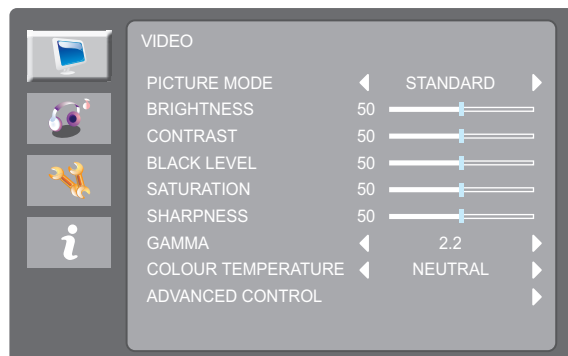 VIDEO
PICTURE MODE STANDARD
BRIGHTNESS 50
CONTRAST 50
BLACK LEVEL 50
SATURATION 50
SHARPNESS 50
GAMMA 2.2
COLOUR TEMPERATURE NEUTRAL
ADVANCED CONTROL